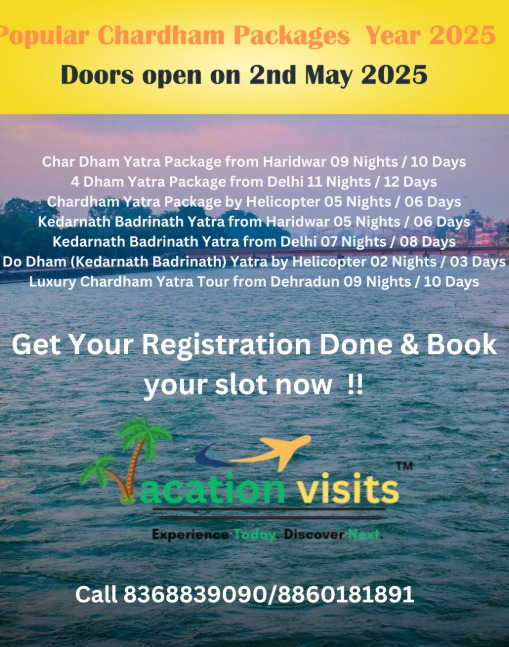 Popular Chardham Packages Year 2025
Doors open on 2nd May 2025
Char Dham Yatra Package from Haridwar 09 Nights / 10 Days
4 Dham Yatra Package from Delhi 11 Nights / 12 Days
Chardham Yatra Package by Helicopter 05 Nights / 06 Days
Kedarnath Badrinath Yatra from Haridwar 05 Nights / 06 Days
Kedarnath Badrinath Yatra from Delhi 07 Nights / 08 Days
Do Dham (Kedarnath Badrinath) Yatra by Helicopter 02 Nights / 03 Days
Luxury Chardham Yatra Tour from Dehradun 09 Nights / 10 Days
Get Your Registration Done & Book
your slot now !!
Vacation visits™
Experience Today. Discover Next.
Call 8368839090/8860181891